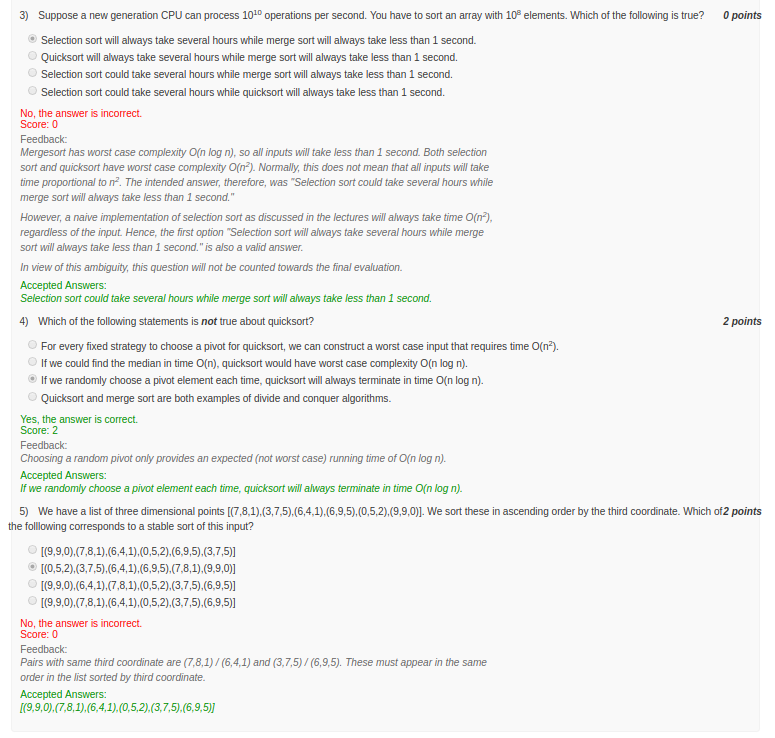 3) Suppose a new generation CPU can process 10¹⁰ operations per second. You have to sort an array with 10⁸ elements. Which of the following is true? 0 points
Selection sort will always take several hours while merge sort will always take less than 1 second.
Quicksort will always take several hours while merge sort will always take less than 1 second.
Selection sort could take several hours while merge sort will always take less than 1 second.
Selection sort could take several hours while quicksort will always take less than 1 second.
No, the answer is incorrect.
Score: 0
Feedback:
Mergesort has worst case complexity O(n log n), so all inputs will take less than 1 second. Both selection
sort and quicksort have worst case complexity O(n²). Normally, this does not mean that all inputs will take
time proportional to n². The intended answer, therefore, was "Selection sort could take several hours while
merge sort will always take less than 1 second."
However, a naive implementation of selection sort as discussed in the lectures will always take time O(n²),
regardless of the input. Hence, the first option "Selection sort will always take several hours while merge
sort will always take less than 1 second." is also a valid answer.
In view of this ambiguity, this question will not be counted towards the final evaluation.
Accepted Answers:
Selection sort could take several hours while merge sort will always take less than 1 second.
4) Which of the following statements is not true about quicksort? 2 points
For every fixed strategy to choose a pivot for quicksort, we can construct a worst case input that requires time O(n²).
If we could find the median in time O(n), quicksort would have worst case complexity O(n log n).
If we randomly choose a pivot element each time, quicksort will always terminate in time O(n log n).
Quicksort and merge sort are both examples of divide and conquer algorithms.
Yes, the answer is correct.
Score: 2
Feedback:
Choosing a random pivot only provides an expected (not worst case) running time of O(n log n).
Accepted Answers:
If we randomly choose a pivot element each time, quicksort will always terminate in time O(n log n).
5) We have a list of three dimensional points [(7,8,1),(3,7,5),(6,4,1),(6,9,5),(0,5,2),(9,9,0)]. We sort these in ascending order by the third coordinate. Which of 2 points
the folllowing corresponds to a stable sort of this input?
[(9,9,0),(7,8,1),(6,4,1),(0,5,2),(6,9,5),(3,7,5)]
[(0,5,2),(3,7,5),(6,4,1),(6,9,5),(7,8,1),(9,9,0)]
[(9,9,0),(6,4,1),(7,8,1),(0,5,2),(3,7,5),(6,9,5)]
[(9,9,0),(7,8,1),(6,4,1),(0,5,2),(3,7,5),(6,9,5)]
No, the answer is incorrect.
Score: 0
Feedback:
Pairs with same third coordinate are (7,8,1) / (6,4,1) and (3,7,5) / (6,9,5). These must appear in the same
order in the list sorted by third coordinate.
Accepted Answers:
[(9,9,0),(7,8,1),(6,4,1),(0,5,2),(3,7,5),(6,9,5)]